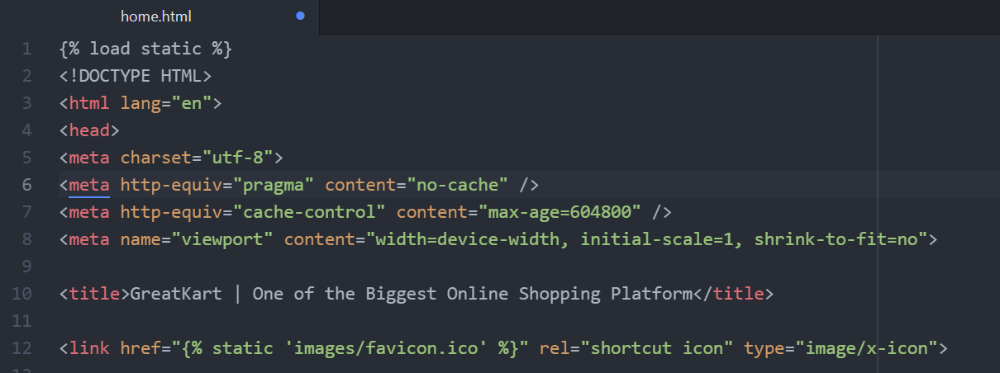 home.html
1 {% load static %}
2 <!DOCTYPE HTML>
3 <html lang="en">
4 <head>
5 <meta charset="utf-8">
6 <meta http-equiv="pragma" content="no-cache" />
7 <meta http-equiv="cache-control" content="max-age=604800" />
8 <meta name="viewport" content="width=device-width, initial-scale=1, shrink-to-fit=no">
9
10 <title>GreatKart | One of the Biggest Online Shopping Platform</title>
11
12 <link href="{% static 'images/favicon.ico' %}" rel="shortcut icon" type="image/x-icon">